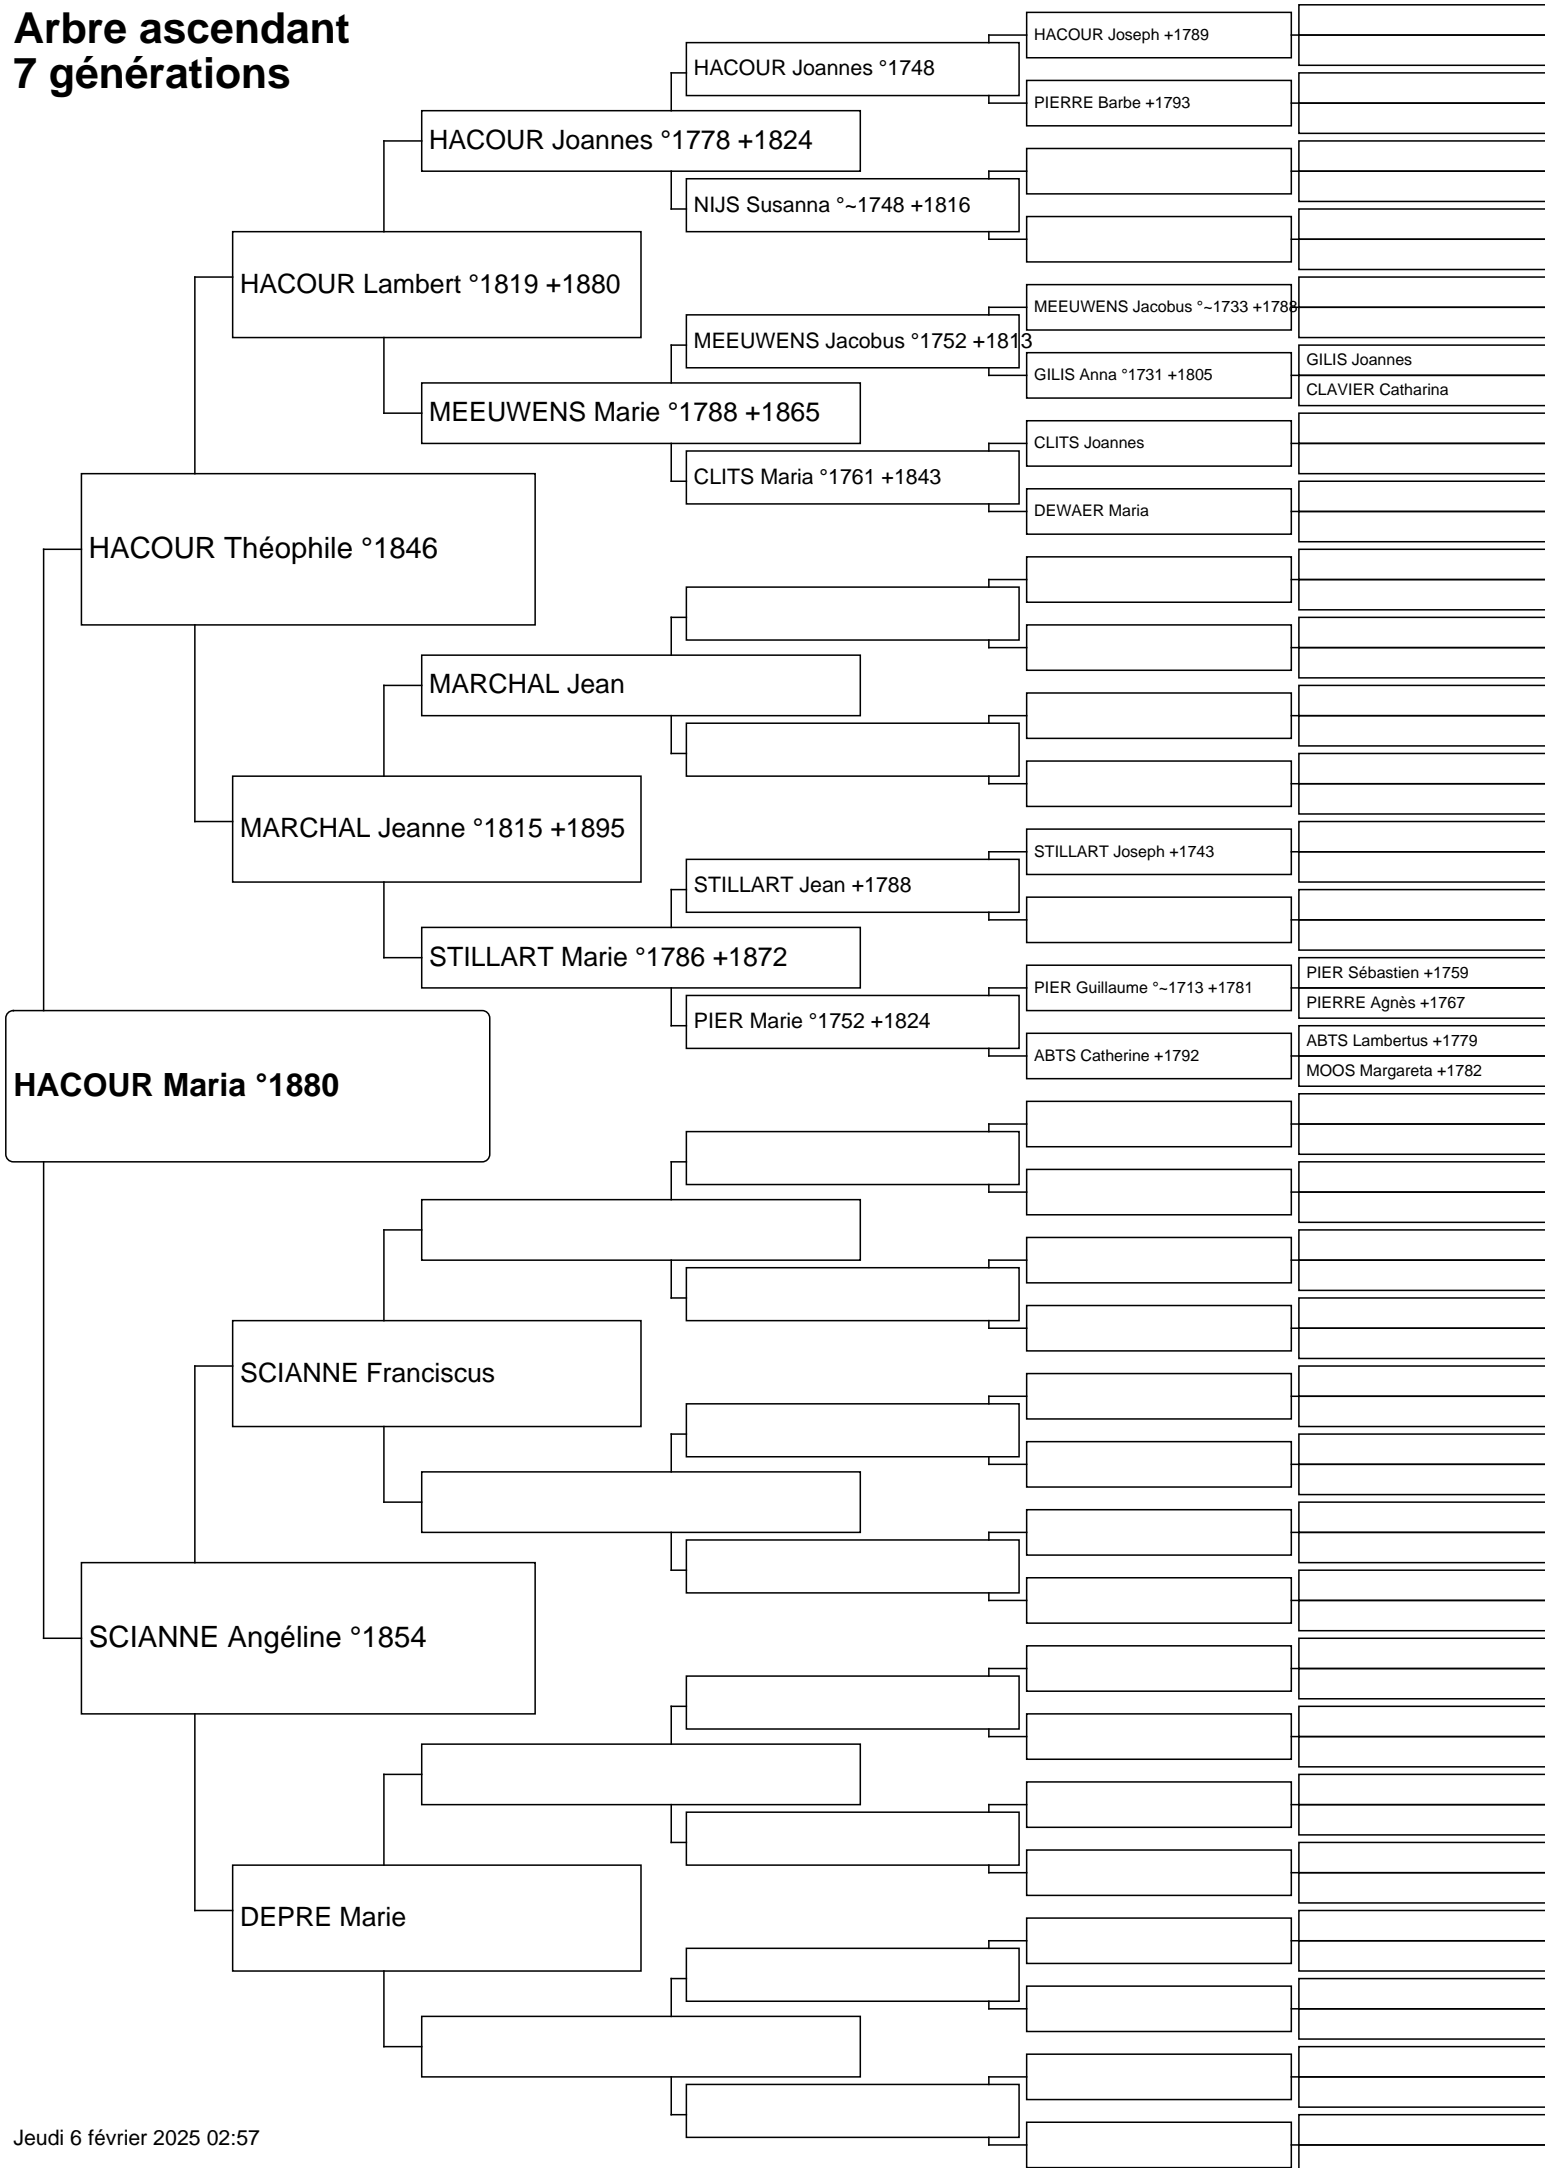 Arbre ascendant
7 générations
HACOUR Joseph +1789
HACOUR Joannes °1748
PIERRE Barbe +1793
HACOUR Joannes °1778 +1824
NIJS Susanna °~1748 +1816
HACOUR Lambert °1819 +1880
MEEUWENS Jacobus °~1733 +1788
MEEUWENS Jacobus °1752 +1813
GILIS Joannes
GILIS Anna °1731 +1805
CLAVIER Catharina
MEEUWENS Marie °1788 +1865
CLITS Joannes
CLITS Maria °1761 +1843
DEWAER Maria
HACOUR Théophile °1846
MARCHAL Jean
MARCHAL Jeanne °1815 +1895
STILLART Joseph +1743
STILLART Jean +1788
STILLART Marie °1786 +1872
PIER Sébastien +1759
PIER Guillaume °~1713 +1781
PIERRE Agnès +1767
PIER Marie °1752 +1824
ABTS Lambertus +1779
ABTS Catherine +1792
MOOS Margareta +1782
HACOUR Maria °1880
SCIANNE Franciscus
SCIANNE Angéline °1854
DEPRE Marie
Jeudi 6 février 2025 02:57